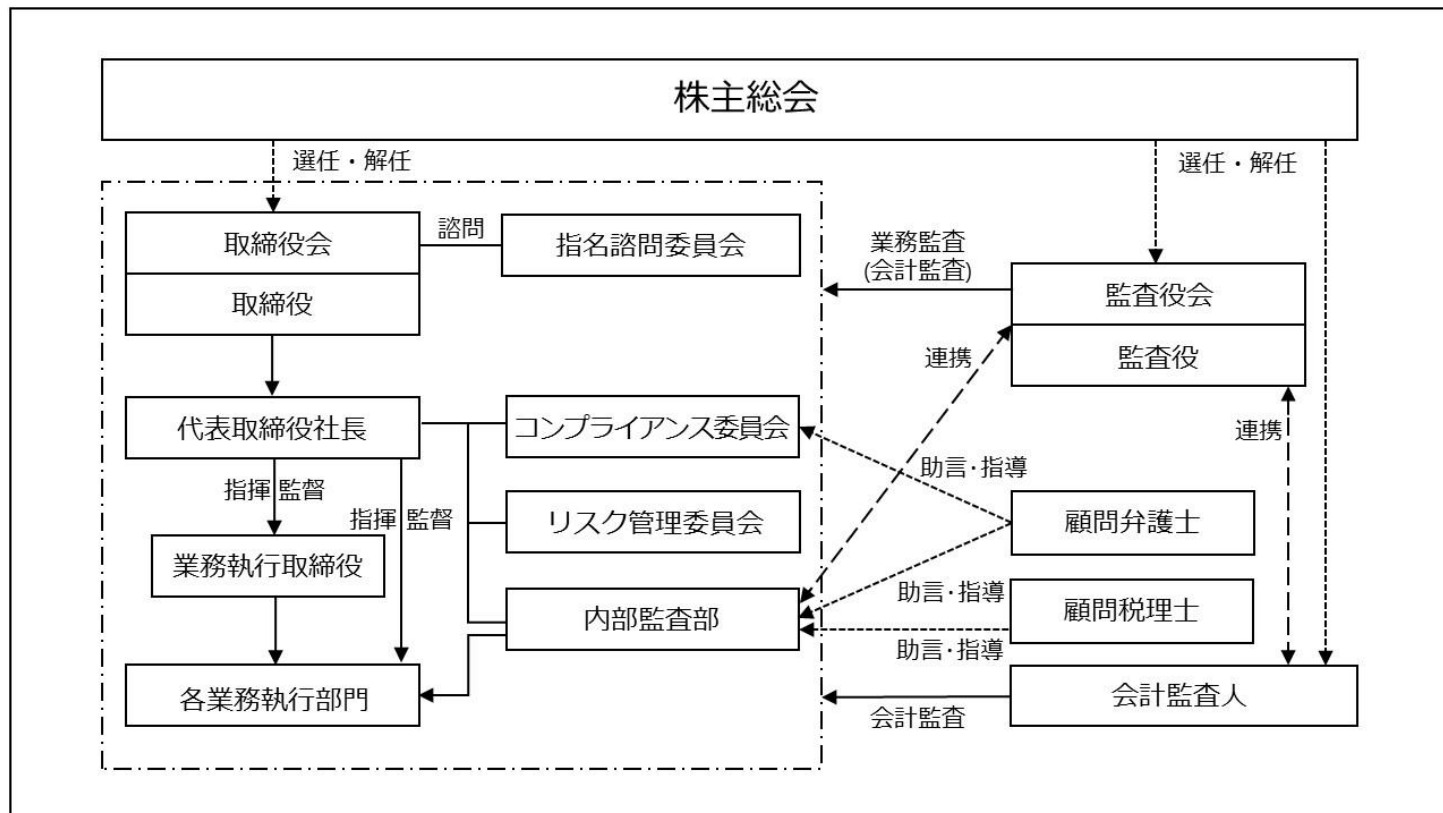 株主総会
選任・解任
選任・解任
取締役会
諮問
指名諮問委員会
業務監査
(会計監査)
監査役会
取締役
監査役
連携
代表取締役社長
コンプライアンス委員会
連携
助言・指導
指揮 監督
指揮 監督
リスク管理委員会
顧問弁護士
業務執行取締役
助言・指導
内部監査部
顧問税理士
助言・指導
各業務執行部門
会計監査人
会計監査